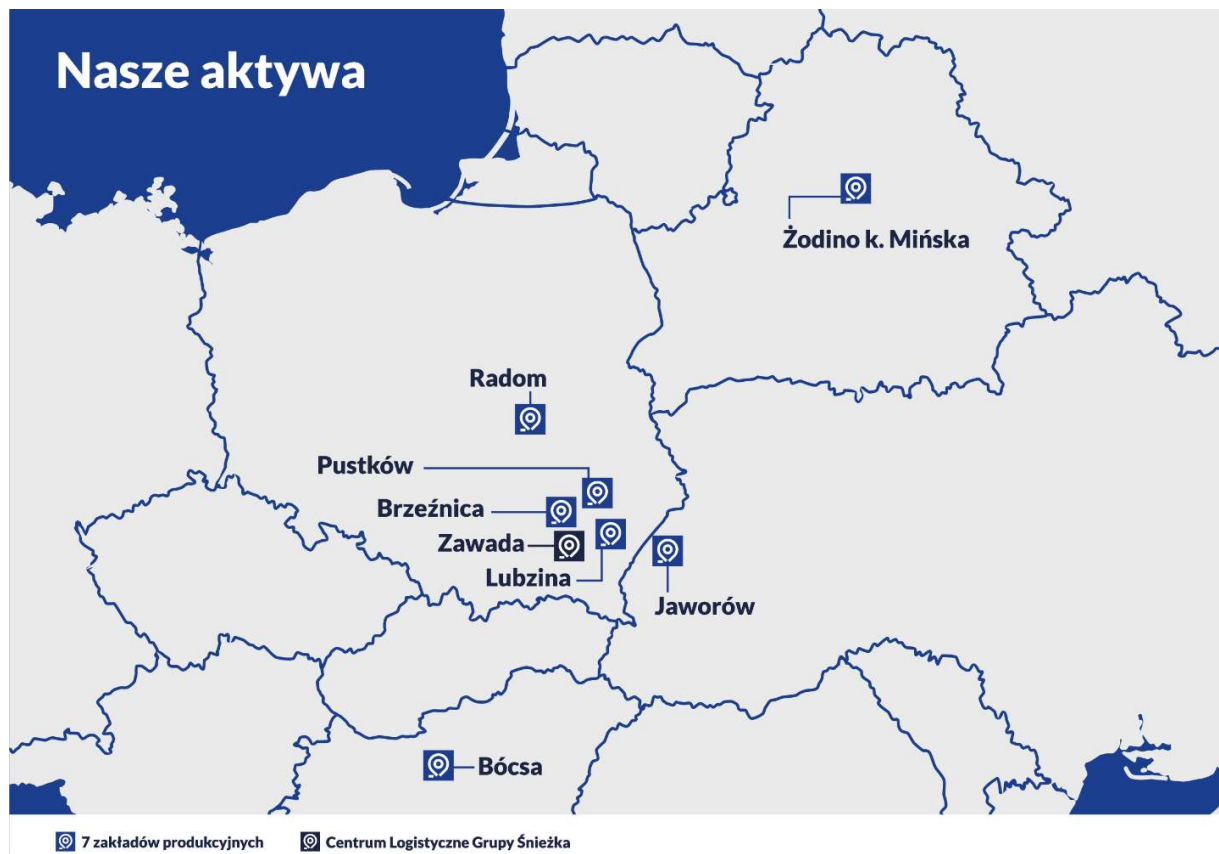 Nasze aktywa
Żodino k. Mińska
Radom
Pustków
Brzeźnica
Zawada
Lubzina
Jaworów
Bócsa
7 zakładów produkcyjnych
Centrum Logistyczne Grupy Śnieżka